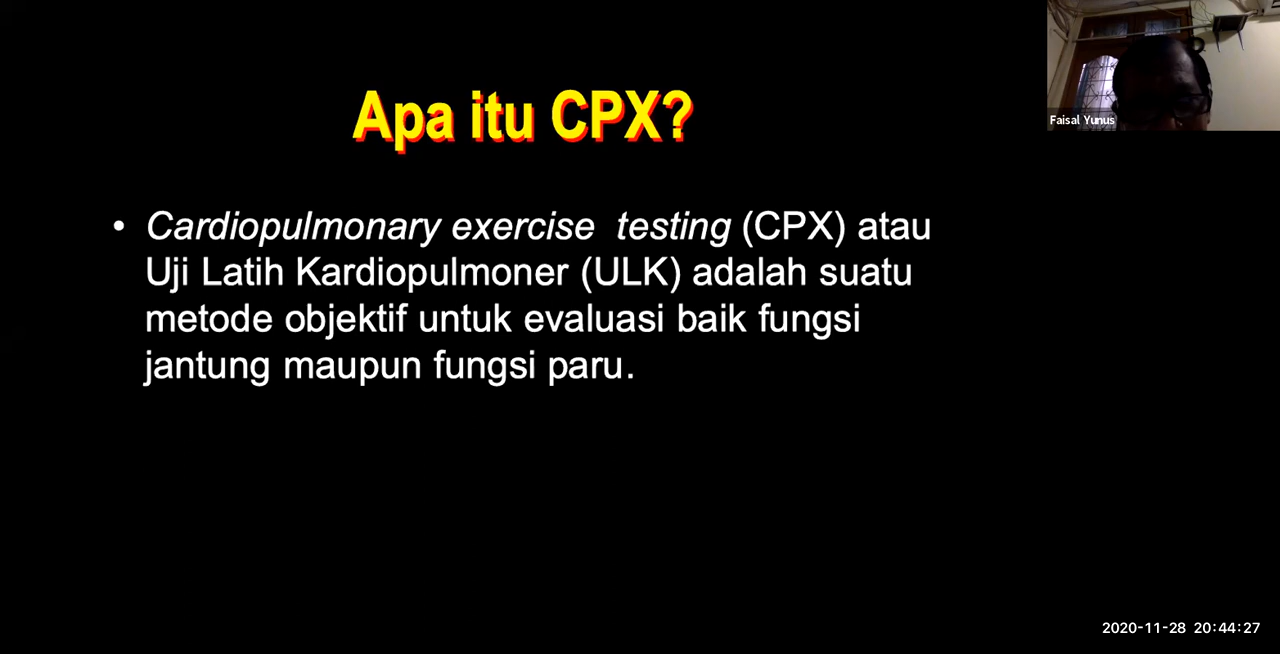 Apa itu CPX?
• Cardiopulmonary exercise testing (CPX) atau
Uji Latih Kardiopulmoner (ULK) adalah suatu
metode objektif untuk evaluasi baik fungsi
jantung maupun fungsi paru.
Faisal Yunus
2020-11-28 20:44:27